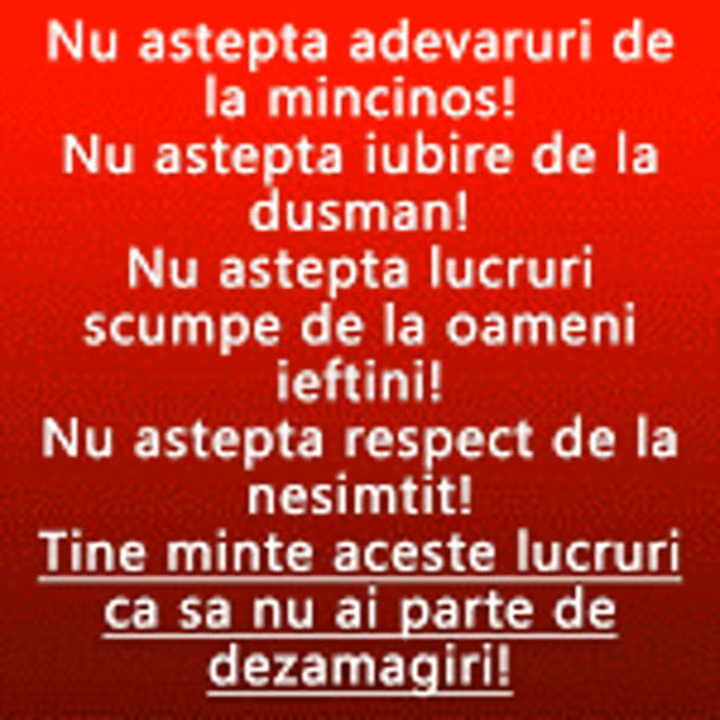 Nu astepta adevaruri de
la mincinos!
Nu astepta iubire de la
dusman!
Nu astepta lucruri
scumpe de la oameni
ieftini!
Nu astepta respect de la
nesimtit!
Tine minte aceste lucruri
ca sa nu ai parte de
dezamagiri!